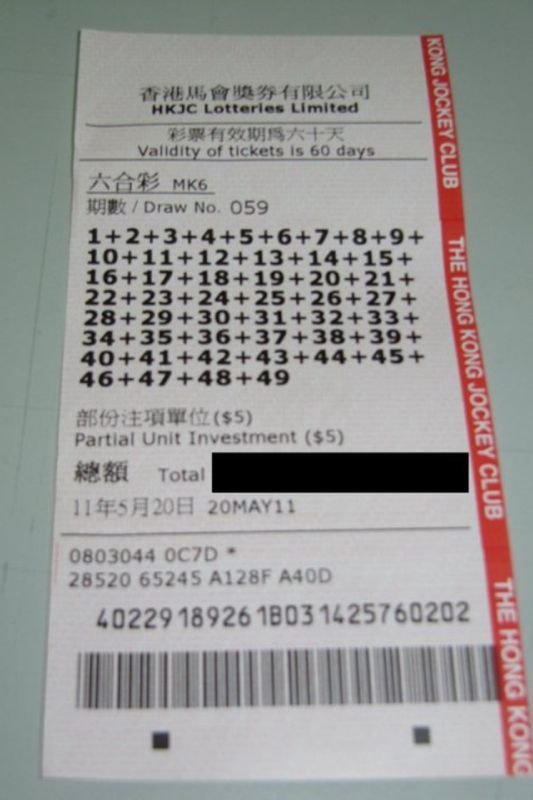 香港馬會獎券有限公司
HKJC Lotteries Limited
彩票有效期爲六十天
Validity of tickets is 60 days
六合彩 MK6
期數 / Draw No. 059
1+2+3+4+5+6+7+8+9+
10+11+12+13+14+15+
16+17+18+19+20+21+
22+23+24+25+26+27+
28+29+30+31+32+33+
34+35+36+37+38+39+
40+41+42+43+44+45+
46+47+48+49
部份注項單位($5)
Partial Unit Investment ($5)
總額 Total
11年5月20日 20MAY11
0803044 0C7D *
28520 65245 A128F A40D
40229189261B031425760202
KONG JOCKEY CLUB
THE HONG KONG JOCKEY CLUB
THE HONG KONG